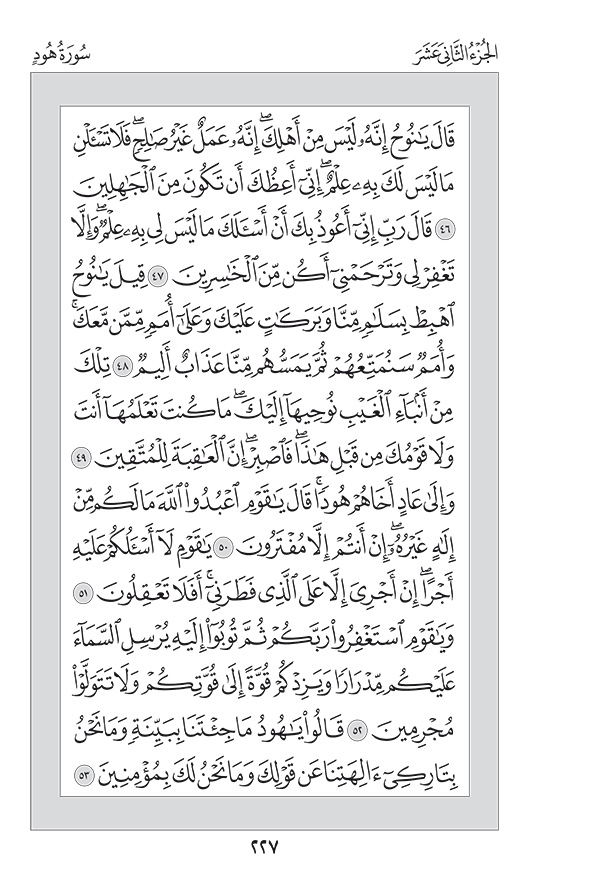 الجُزْءُ الثَّانِي عَشَرَ
سُورَةُ هُودٍ
قَالَ يَٰنُوحُ إِنَّهُۥ لَيْسَ مِنْ أَهْلِكَۖ إِنَّهُۥ عَمَلٌ غَيْرُ صَٰلِحٖۖ فَلَا تَسْـَٔلْنِ
مَا لَيْسَ لَكَ بِهِۦ عِلْمٌۖ إِنِّيٓ أَعِظُكَ أَن تَكُونَ مِنَ ٱلْجَٰهِلِينَ
٤٦ قَالَ رَبِّ إِنِّيٓ أَعُوذُ بِكَ أَنْ أَسْـَٔلَكَ مَا لَيْسَ لِي بِهِۦ عِلْمٞۖ وَإِلَّا
تَغْفِرْ لِي وَتَرْحَمْنِيٓ أَكُن مِّنَ ٱلْخَٰسِرِينَ ٤٧ قِيلَ يَٰنُوحُ
ٱهْبِطْ بِسَلَٰمٖ مِّنَّا وَبَرَكَٰتٍ عَلَيْكَ وَعَلَىٰٓ أُمَمٖ مِّمَّن مَّعَكَۚ
وَأُمَمٞ سَنُمَتِّعُهُمْ ثُمَّ يَمَسُّهُم مِّنَّا عَذَابٌ أَلِيمٞ ٤٨ تِلْكَ
مِنْ أَنۢبَآءِ ٱلْغَيْبِ نُوحِيهَآ إِلَيْكَۖ مَا كُنتَ تَعْلَمُهَآ أَنتَ
وَلَا قَوْمُكَ مِن قَبْلِ هَٰذَاۖ فَٱصْبِرْۖ إِنَّ ٱلْعَٰقِبَةَ لِلْمُتَّقِينَ ٤٩
وَإِلَىٰ عَادٍ أَخَاهُمْ هُودٗاۚ قَالَ يَٰقَوْمِ ٱعْبُدُوا۟ ٱللَّهَ مَا لَكُم مِّنْ
إِلَٰهٍ غَيْرُهُۥٓۖ إِنْ أَنتُمْ إِلَّا مُفْتَرُونَ ٥٠ يَٰقَوْمِ لَآ أَسْـَٔلُكُمْ عَلَيْهِ
أَجْرًاۖ إِنْ أَجْرِيَ إِلَّا عَلَى ٱلَّذِي فَطَرَنِيٓۚ أَفَلَا تَعْقِلُونَ ٥١
وَيَٰقَوْمِ ٱسْتَغْفِرُوا۟ رَبَّكُمْ ثُمَّ تُوبُوٓا۟ إِلَيْهِ يُرْسِلِ ٱلسَّمَآءَ
عَلَيْكُم مِّدْرَارٗا وَيَزِدْكُمْ قُوَّةً إِلَىٰ قُوَّتِكُمْ وَلَا تَتَوَلَّوْا۟
مُجْرِمِينَ ٥٢ قَالُوا۟ يَٰهُودُ مَا جِئْتَنَا بِبَيِّنَةٖ وَمَا نَحْنُ
بِتَارِكِيٓ ءَالِهَتِنَا عَن قَوْلِكَ وَمَا نَحْنُ لَكَ بِمُؤْمِنِينَ ٥٣
٢٢٧